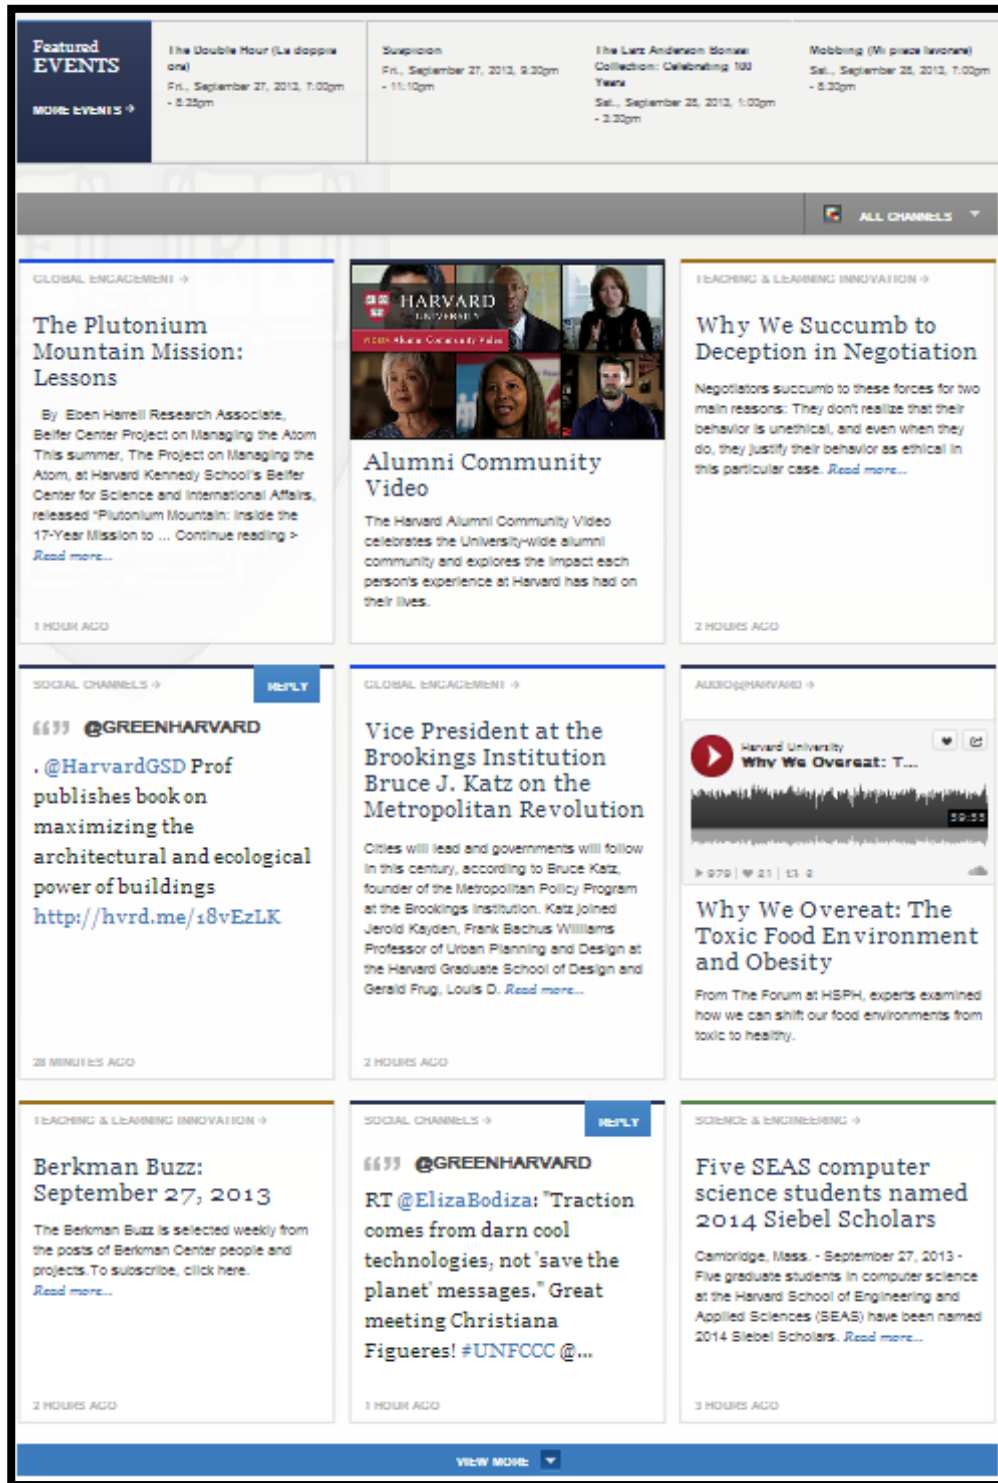 Featured
EVENTS
MORE EVENTS
The Double Hour (La doppia
ora)
Fri., September 27, 2013, 7:00pm
Suspicion
Fri., September 27, 2013, 9:30pm
- 11:10pm
The Larz Anderson Bonsai
Collection: Celebrating 100
Years
Sat., September 28, 2013, 1:00pm
Mobbing (Mi piace lavorare)
Sat., September 28, 2013, 7:00pm
ALL CHANNELS
GLOBAL ENGAGEMENT
The Plutonium
Mountain Mission:
Lessons
By Eben Harrell Research Associate,
Belfer Center Project on Managing the Atom
This summer, The Project on Managing the
Atom, at Harvard Kennedy School's Belfer
Center for Science and International Affairs,
released "Plutonium Mountain: Inside the
17-Year Mission to ... Continue reading >
Read more...
1 HOUR AGO
HARVARD
UNIVERSITY
Alumni Community Video
Alumni Community
Video
The Harvard Alumni Community Video
celebrates the University-wide alumni
community and explores the impact each
person's experience at Harvard has had on
their lives.
TEACHING & LEARNING INNOVATION
Why We Succumb to
Deception in Negotiation
Negotiators succumb to these forces for two
main reasons: They don't realize that their
behavior is unethical, and even when they
do, they justify their behavior as ethical in
this particular case. Read more...
2 HOURS AGO
SOCIAL CHANNELS
REPLY
@GREENHARVARD
. @HarvardGSD Prof
publishes book on
maximizing the
architectural and ecological
power of buildings
http://hvrd.me/18vEzLK
28 MINUTES AGO
GLOBAL ENGAGEMENT
Vice President at the
Brookings Institution
Bruce J. Katz on the
Metropolitan Revolution
Cities will lead and governments will follow
in this century, according to Bruce Katz,
founder of the Metropolitan Policy Program
at the Brookings Institution. Katz joined
Jerold Kayden, Frank Bachus Williams
Professor of Urban Planning and Design at
the Harvard Graduate School of Design and
Gerald Frug, Louis D. Read more...
2 HOURS AGO
AUDIO@HARVARD
Harvard University
Why We Overeat: T...
59:55
979 | 21 |
Why We Overeat: The
Toxic Food Environment
and Obesity
From The Forum at HSPH, experts examined
how we can shift our food environments from
toxic to healthy.
TEACHING & LEARNING INNOVATION
Berkman Buzz:
September 27, 2013
The Berkman Buzz is selected weekly from
the posts of Berkman Center people and
projects.To subscribe, click here.
Read more...
2 HOURS AGO
SOCIAL CHANNELS
REPLY
@GREENHARVARD
RT @ElizaBodiza: "Traction
comes from darn cool
technologies, not 'save the
planet' messages." Great
meeting Christiana
Figueres! #UNFCCC @...
1 HOUR AGO
SCIENCE & ENGINEERING
Five SEAS computer
science students named
2014 Siebel Scholars
Cambridge, Mass. - September 27, 2013 -
Five graduate students in computer science
at the Harvard School of Engineering and
Applied Sciences (SEAS) have been named
2014 Siebel Scholars. Read more...
3 HOURS AGO
VIEW MORE